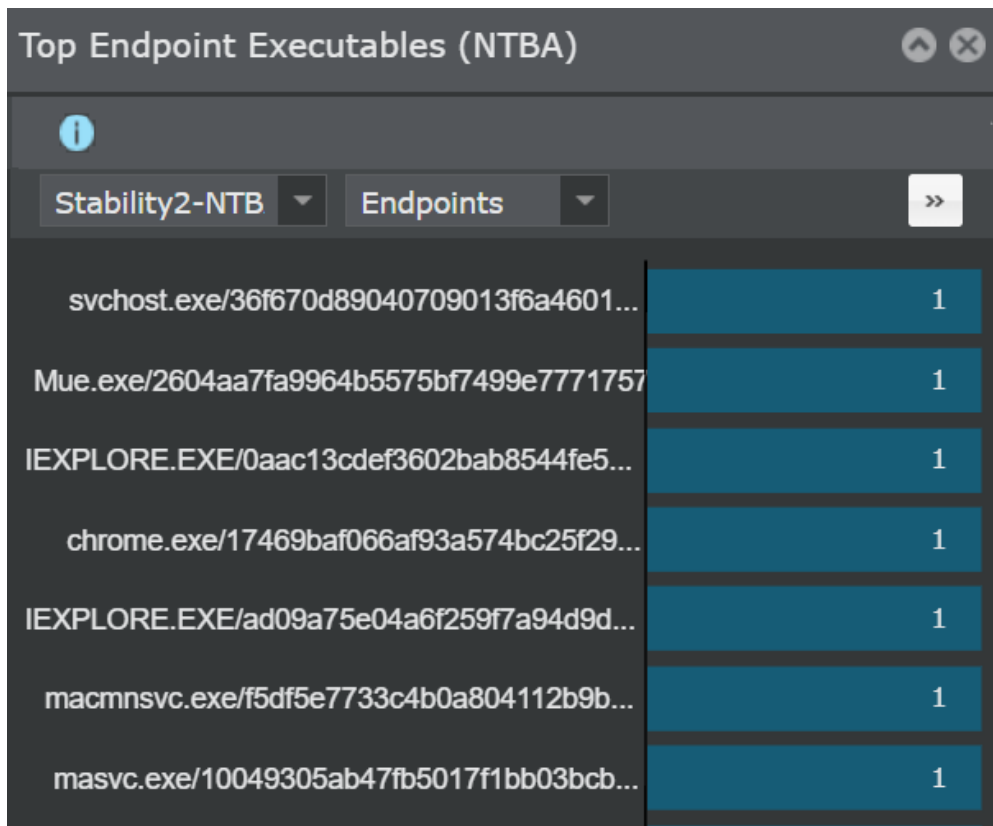 Top Endpoint Executables (NTBA)
Stability2-NTB Endpoints »
svchost.exe/36f670d89040709013f6a4601... 1
Mue.exe/2604aa7fa9964b5575bf7499e7771757 1
IEXPLORE.EXE/0aac13cdef3602bab8544fe5... 1
chrome.exe/17469baf066af93a574bc25f29... 1
IEXPLORE.EXE/ad09a75e04a6f259f7a94d9d... 1
macmnsvc.exe/f5df5e7733c4b0a804112b9b... 1
masvc.exe/10049305ab47fb5017f1bb03bcb... 1